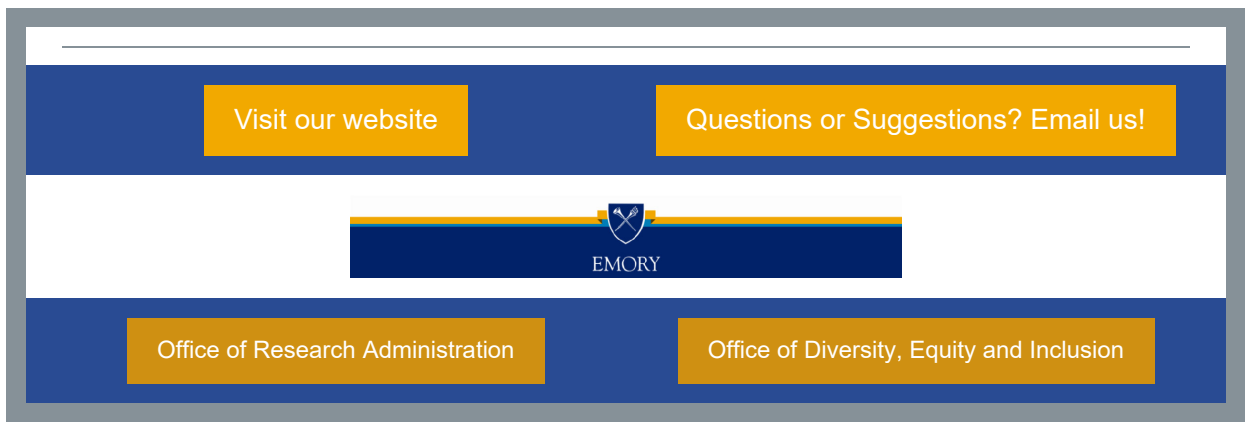 Visit our website
Questions or Suggestions? Email us!
EMORY
Office of Research Administration
Office of Diversity, Equity and Inclusion